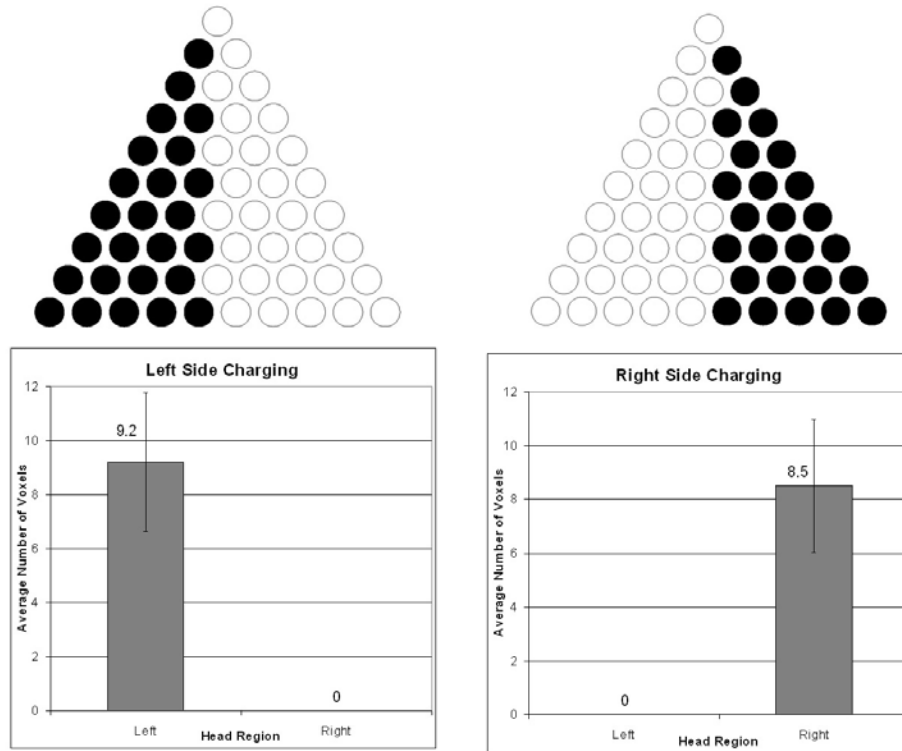 Left Side Charging
Average Number of Voxels
12
10
8
6
4
2
0
9.2
0
Left
Right
Head Region
Right Side Charging
Average Number of Voxels
12
10
8
6
4
2
0
8.5
0
Left
Right
Head Region